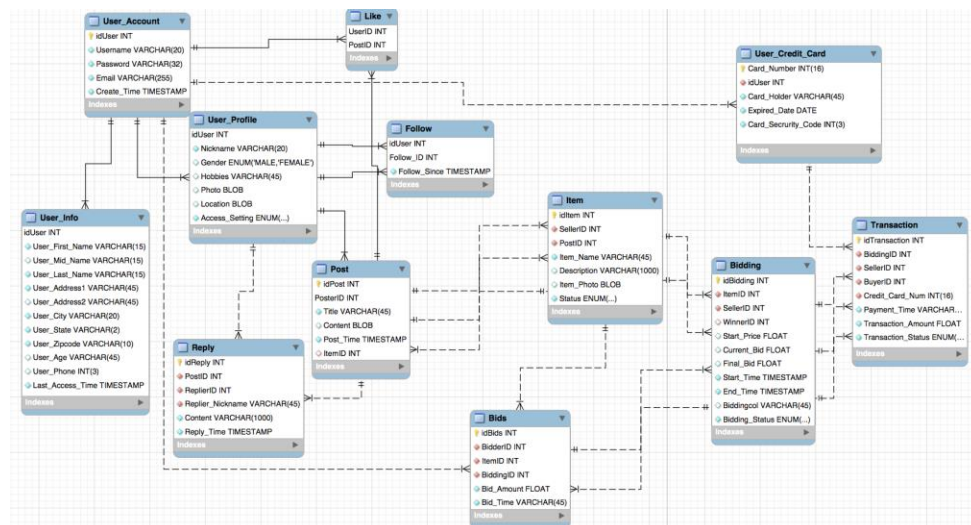 User_Account
idUser INT
Username VARCHAR(20)
Password VARCHAR(32)
Email VARCHAR(255)
Create_Time TIMESTAMP
Indexes
Like
UserID INT
PostID INT
Indexes
User_Credit_Card
Card_Number INT(16)
idUser INT
Card_Holder VARCHAR(45)
Expired_Date DATE
Card_Securrity_Code INT(3)
Indexes
User_Profile
idUser INT
Nickname VARCHAR(20)
Gender ENUM('MALE,'FEMALE')
Hobbies VARCHAR(45)
Photo BLOB
Location BLOB
Access_Setting ENUM(...)
Indexes
Follow
idUser INT
Follow_ID INT
Follow_Since TIMESTAMP
Indexes
User_Info
idUser INT
User_First_Name VARCHAR(15)
User_Mid_Name VARCHAR(15)
User_Last_Name VARCHAR(15)
User_Address1 VARCHAR(45)
User_Address2 VARCHAR(45)
User_City VARCHAR(20)
User_State VARCHAR(2)
User_Zipcode VARCHAR(10)
User_Age VARCHAR(45)
User_Phone INT(3)
Last_Access_Time TIMESTAMP
Indexes
Item
idItem INT
SellerID INT
PostID INT
Item_Name VARCHAR(45)
Description VARCHAR(1000)
Item_Photo BLOB
Status ENUM(...)
Indexes
Transaction
idTransaction INT
BiddingID INT
SellerID INT
BuyerID INT
Credit_Card_Num INT(16)
Payment_Time VARCHAR...
Transaction_Amount FLOAT
Transaction_Status ENUM(...
Indexes
Post
idPost INT
PosterID INT
Title VARCHAR(45)
Content BLOB
Post_Time TIMESTAMP
ItemID INT
Indexes
Bidding
idBidding INT
ItemID INT
SellerID INT
WinnerID INT
Start_Price FLOAT
Current_Bid FLOAT
Final_Bid FLOAT
Start_Time TIMESTAMP
End_Time TIMESTAMP
Biddingcol VARCHAR(45)
Bidding_Status ENUM(...)
Indexes
Reply
idReply INT
PostID INT
ReplierID INT
Replier_Nickname VARCHAR(45)
Content VARCHAR(1000)
Reply_Time TIMESTAMP
Indexes
Bids
idBids INT
BidderID INT
ItemID INT
BiddingID INT
Bid_Amount FLOAT
Bid_Time VARCHAR(45)
Indexes